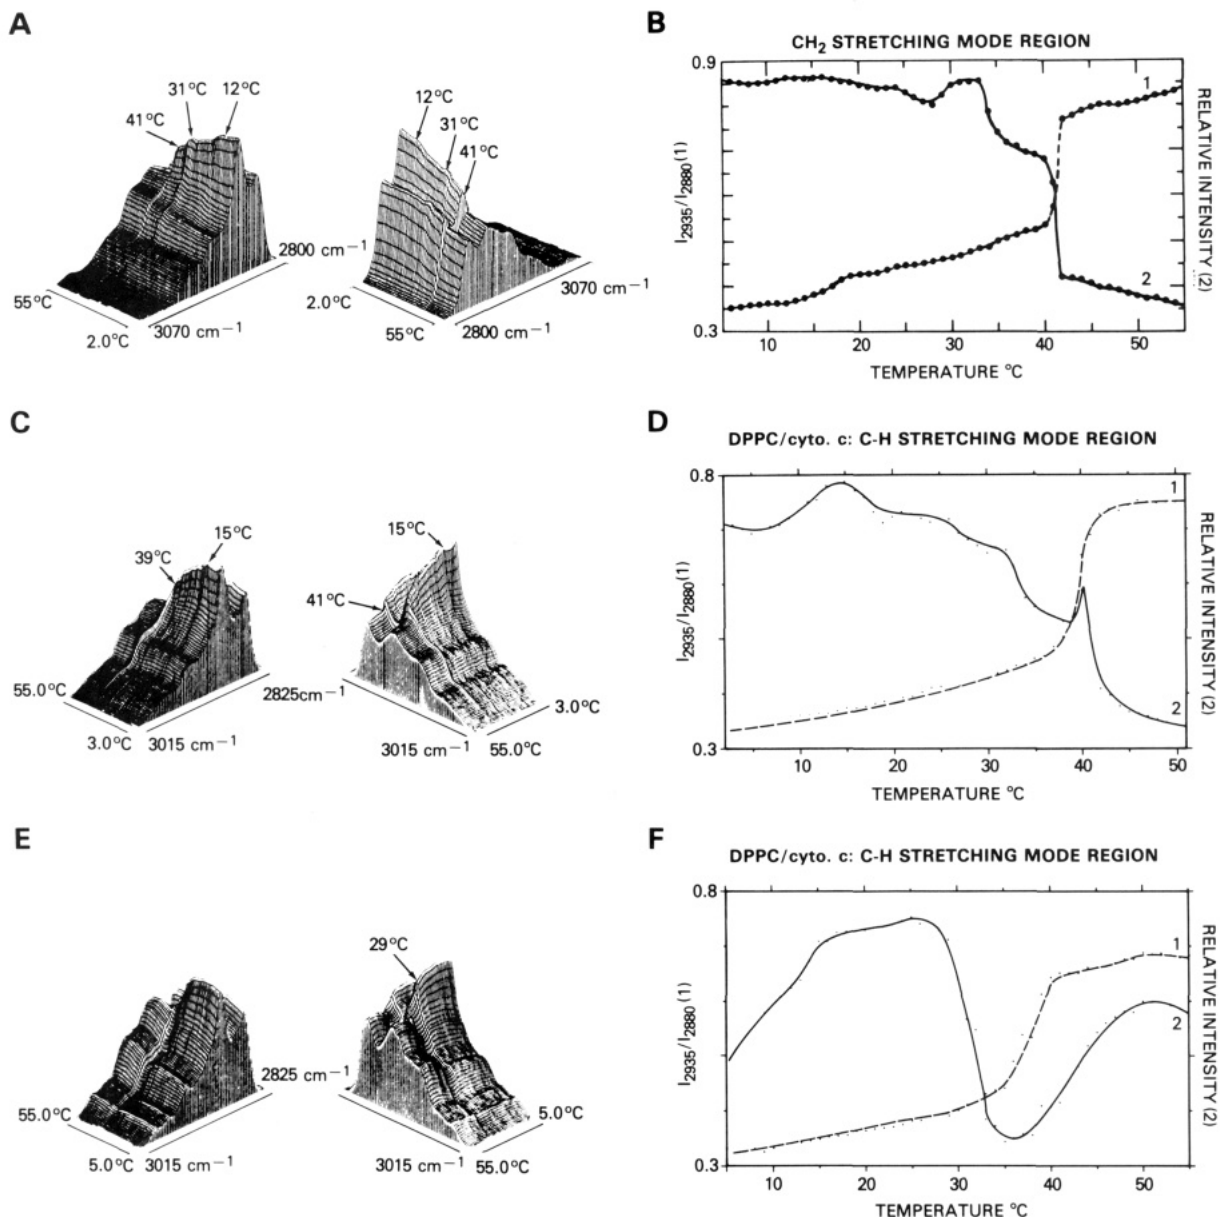 A
31°C
12°C
41°C
2800 cm⁻¹
55°C
2.0°C
3070 cm⁻¹
12°C
31°C
41°C
2.0°C
3070 cm⁻¹
55°C
2800 cm⁻¹
B
CH₂ STRETCHING MODE REGION
0.9
1
I₂₉₃₅/I₂₈₈₀(1)
RELATIVE INTENSITY (2)
2
0.3
10 20 30 40 50
TEMPERATURE °C
C
15°C
39°C
55.0°C
2825cm⁻¹
3.0°C
3015 cm⁻¹
15°C
41°C
3.0°C
3015 cm⁻¹
55.0°C
D
DPPC/cyto. c: C-H STRETCHING MODE REGION
0.8
1
I₂₉₃₅/I₂₈₈₀(1)
RELATIVE INTENSITY (2)
2
0.3
10 20 30 40 50
TEMPERATURE °C
E
55.0°C
2825 cm⁻¹
5.0°C
3015 cm⁻¹
29°C
5.0°C
3015 cm⁻¹
55.0°C
F
DPPC/cyto. c: C-H STRETCHING MODE REGION
0.8
1
I₂₉₃₅/I₂₈₈₀(1)
RELATIVE INTENSITY (2)
2
0.3
10 20 30 40 50
TEMPERATURE °C